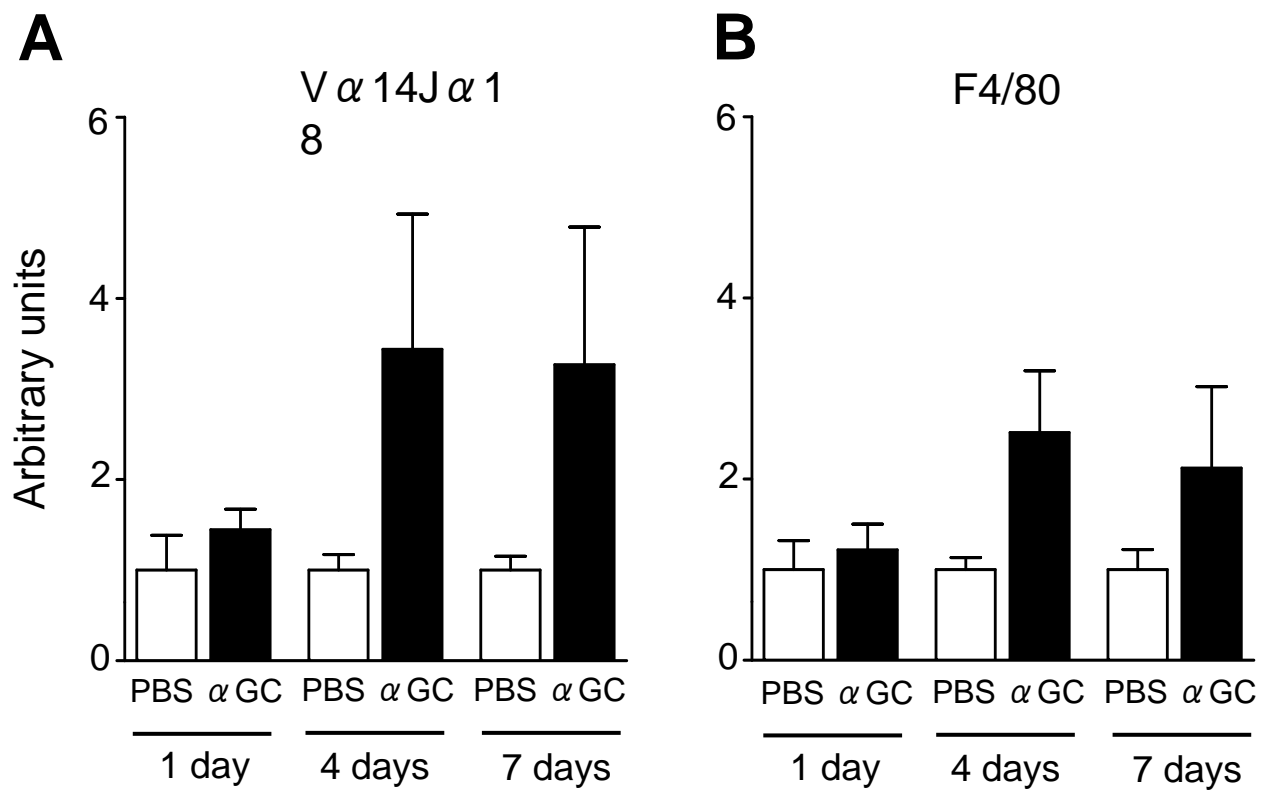 A
Vα14Jα1
8
6
4
2
0
Arbitrary units
PBS αGC PBS αGC PBS αGC
1 day 4 days 7 days
B
F4/80
6
4
2
0
PBS αGC PBS αGC PBS αGC
1 day 4 days 7 days